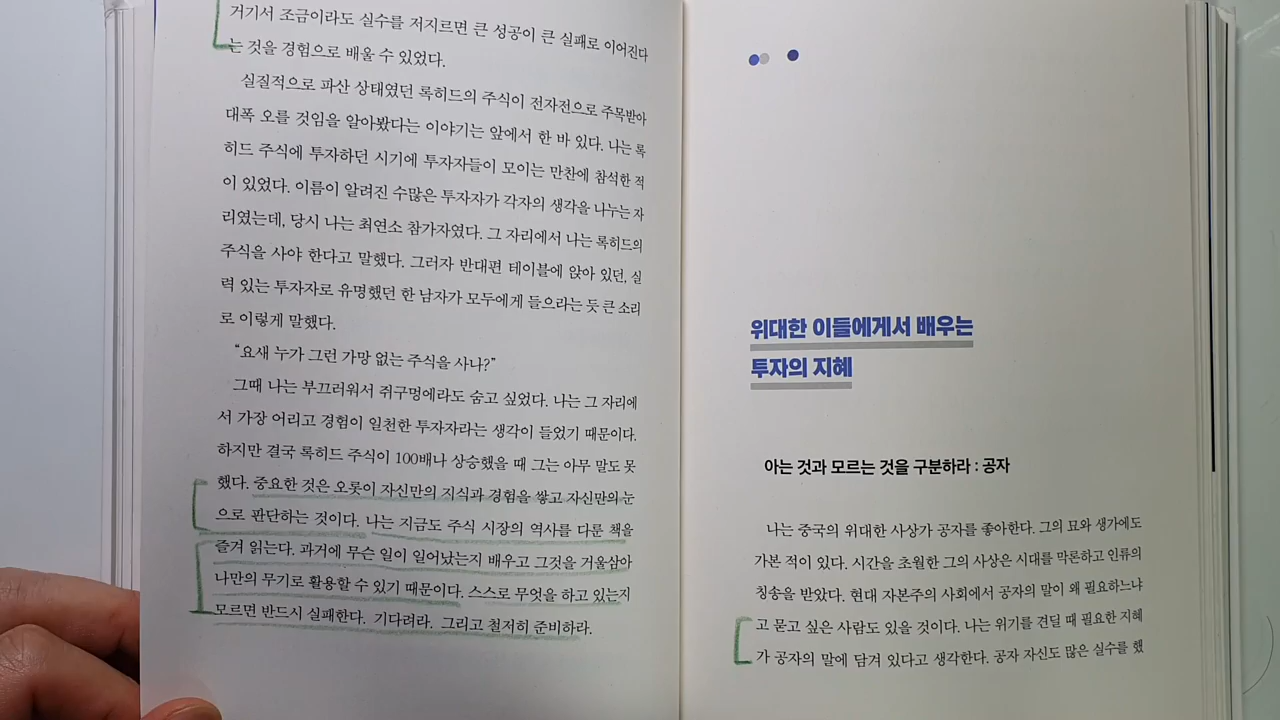 거기서 조금이라도 실수를 저지르면 큰 성공이 큰 실패로 이어진다
는 것을 경험으로 배울 수 있었다.
실질적으로 파산 상태였던 록히드의 주식이 전자전으로 주목받아
대폭 오를 것임을 알아봤다는 이야기는 앞에서 한 바 있다. 나는 록
히드 주식에 투자하던 시기에 투자자들이 모이는 만찬에 참석한 적
이 있었다. 이름이 알려진 수많은 투자자가 각자의 생각을 나누는 자
리였는데, 당시 나는 최연소 참가자였다. 그 자리에서 나는 록히드의
주식을 사야 한다고 말했다. 그러자 반대편 테이블에 앉아 있던, 실
력 있는 투자자로 유명했던 한 남자가 모두에게 들으라는 듯 큰 소리
로 이렇게 말했다.
“요새 누가 그런 가망 없는 주식을 사나?”
그때 나는 부끄러워서 쥐구멍에라도 숨고 싶었다. 나는 그 자리에
서 가장 어리고 경험이 일천한 투자자라는 생각이 들었기 때문이다.
하지만 결국 록히드 주식이 100배나 상승했을 때 그는 아무 말도 못
했다. 중요한 것은 오롯이 자신만의 지식과 경험을 쌓고 자신만의 눈
으로 판단하는 것이다. 나는 지금도 주식 시장의 역사를 다룬 책을
즐겨 읽는다. 과거에 무슨 일이 일어났는지 배우고 그것을 거울삼아
나만의 무기로 활용할 수 있기 때문이다. 스스로 무엇을 하고 있는지
모르면 반드시 실패한다. 기다려라. 그리고 철저히 준비하라.
위대한 이들에게서 배우는
투자의 지혜
아는 것과 모르는 것을 구분하라 : 공자
나는 중국의 위대한 사상가 공자를 좋아한다. 그의 묘와 생가에도
가본 적이 있다. 시간을 초월한 그의 사상은 시대를 막론하고 인류의
칭송을 받았다. 현대 자본주의 사회에서 공자의 말이 왜 필요하느냐
고 묻고 싶은 사람도 있을 것이다. 나는 위기를 견딜 때 필요한 지혜
가 공자의 말에 담겨 있다고 생각한다. 공자 자신도 많은 실수를 했